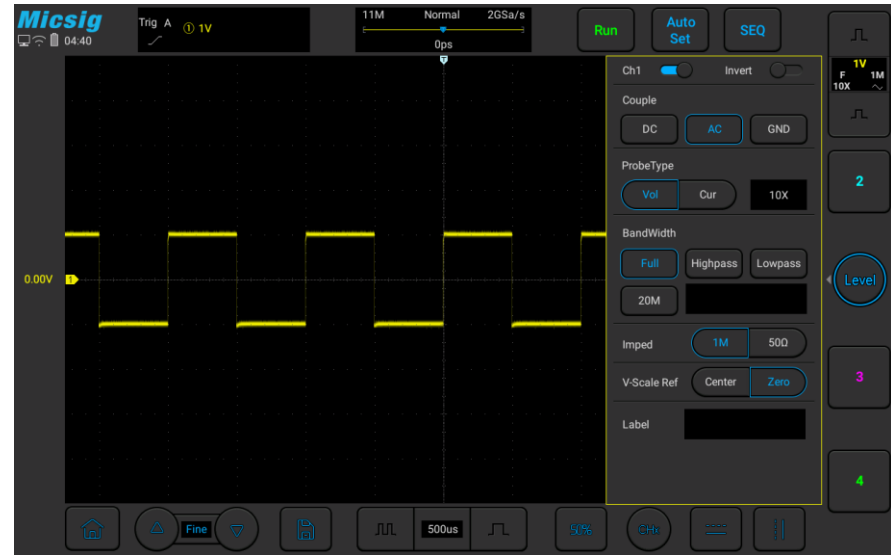 Micsig
04:40
Trig A ① 1V
11M Normal 2GSa/s
0ps
Run
Auto
Set
SEQ
T
Ch1 Invert
Couple
DC AC GND
ProbeType
Vol Cur 10X
BandWidth
Full Highpass Lowpass
20M
Imped 1M 50Ω
V-Scale Ref Center Zero
Label
1V
F 1M
10X
2
Level
3
4
0.00V 1
Fine
500us
50%
CHx